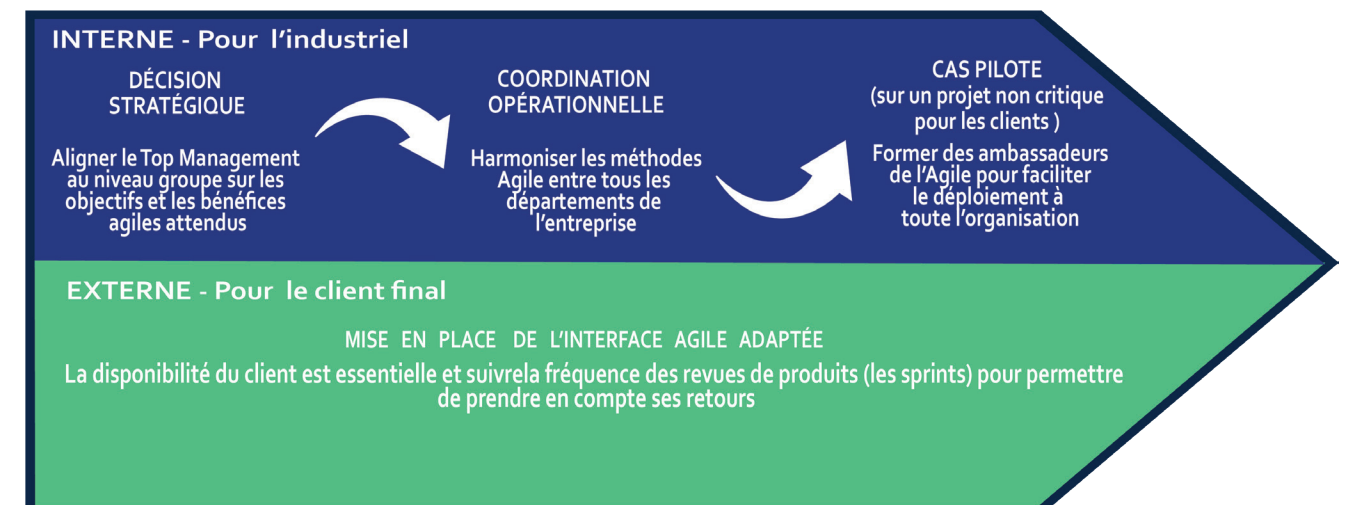 INTERNE - Pour l'industriel
DÉCISION
STRATÉGIQUE
Aligner le Top Management
au niveau groupe sur les
objectifs et les bénéfices
agiles attendus
COORDINATION
OPÉRATIONNELLE
Harmoniser les méthodes
Agile entre tous les
départements de
l'entreprise
CAS PILOTE
(sur un projet non critique
pour les clients )
Former des ambassadeurs
de l'Agile pour faciliter
le déploiement à
toute l'organisation
EXTERNE - Pour le client final
MISE EN PLACE DE L'INTERFACE AGILE ADAPTÉE
La disponibilité du client est essentielle et suivrela fréquence des revues de produits (les sprints) pour permettre
de prendre en compte ses retours